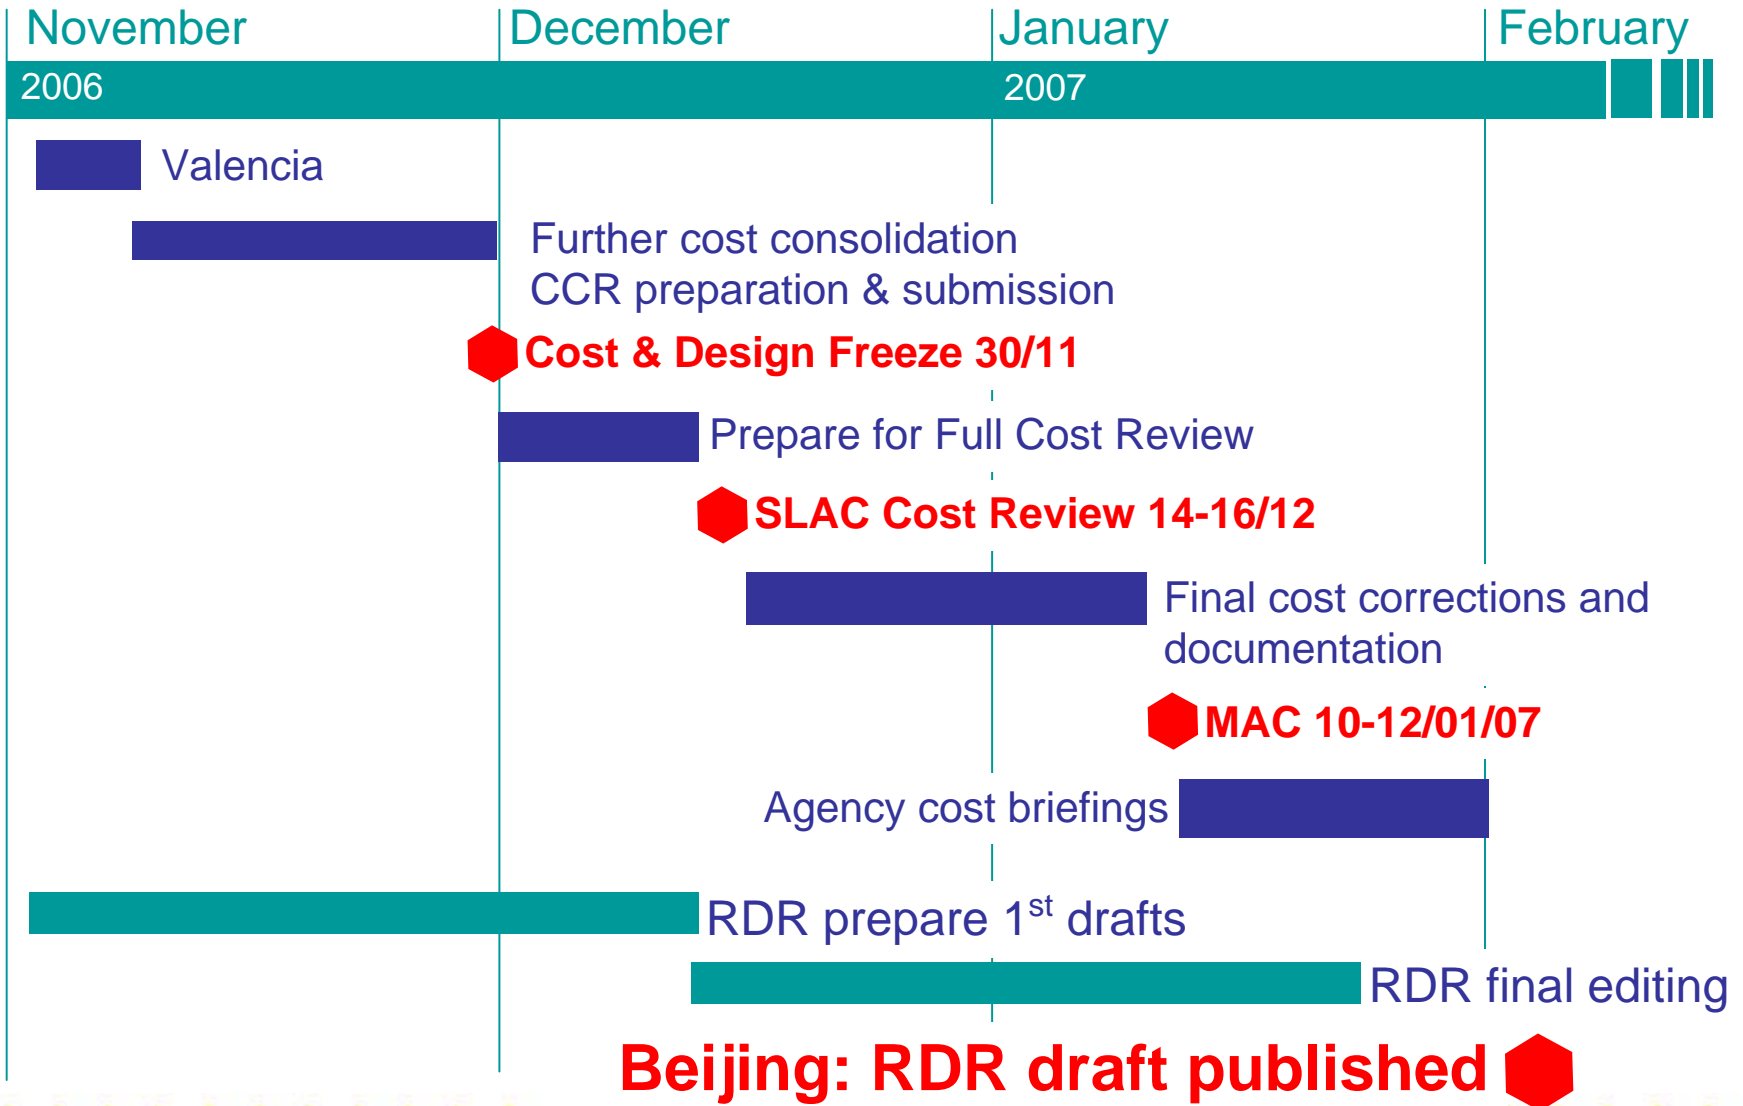 November December January February
2006 2007
Valencia
Further cost consolidation
CCR preparation & submission
Cost & Design Freeze 30/11
Prepare for Full Cost Review
SLAC Cost Review 14-16/12
Final cost corrections and
documentation
MAC 10-12/01/07
Agency cost briefings
RDR prepare 1st drafts
RDR final editing
Beijing: RDR draft published